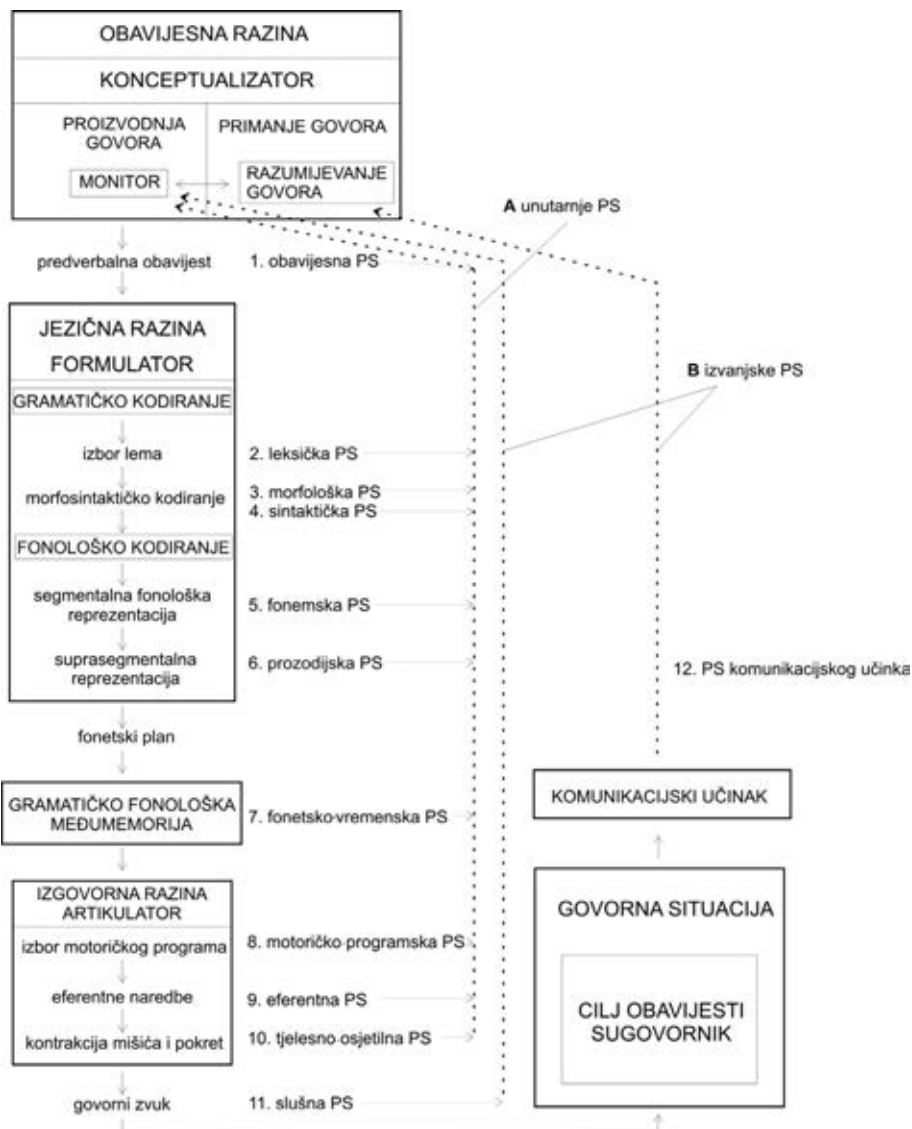 OBAVIJESNA RAZINA
KONCEPTUALIZATOR
PROIZVODNJA
GOVORA
PRIMANJE GOVORA
MONITOR
RAZUMIJEVANJE
GOVORA
A unutarnje PS
predverbalna obavijest
1. obavijesna PS
JEZIČNA RAZINA
FORMULATOR
B izvanjske PS
GRAMATIČKO KODIRANJE
izbor lema
2. leksička PS
morfosintaktičko kodiranje
3. morfološka PS
4. sintaktička PS
FONOLOŠKO KODIRANJE
segmentalna fonološka
reprezentacija
5. fonemska PS
suprasegmentalna
reprezentacija
6. prozodijska PS
12. PS komunikacijskog učinka
fonetski plan
GRAMATIČKO FONOLOŠKA
MEĐUMEMORIJA
7. fonetsko-vremenska PS
KOMUNIKACIJSKI UČINAK
IZGOVORNA RAZINA
ARTIKULATOR
izbor motoričkog programa
8. motoričko-programska PS
eferentne naredbe
9. eferentna PS
kontrakcija mišića i pokret
10. tjelesno-osjetilna PS
GOVORNA SITUACIJA
CILJ OBAVIJESTI
SUGOVORNIK
govorni zvuk
11. slušna PS